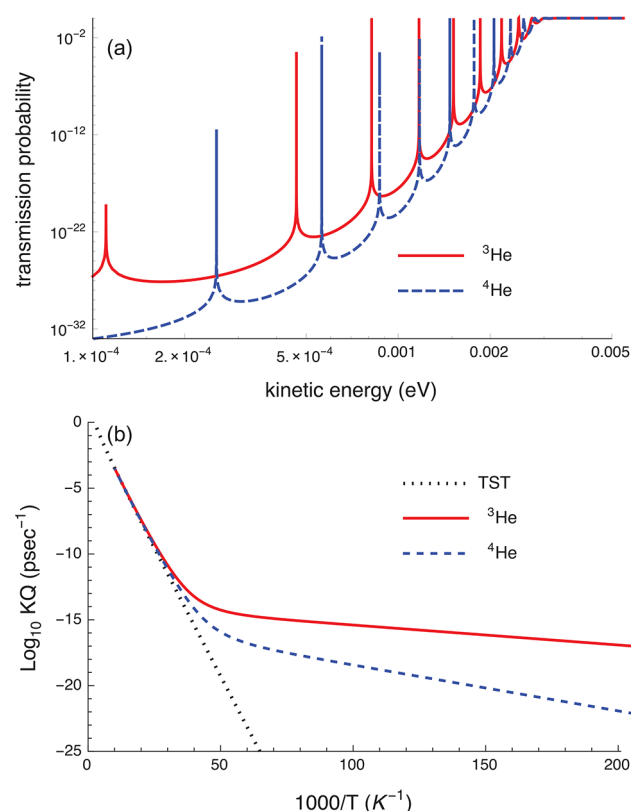 (a)
transmission probability
10⁻²
10⁻¹²
10⁻²²
10⁻³²
³He
⁴He
1. × 10⁻⁴
2. × 10⁻⁴
5. × 10⁻⁴
0.001
0.002
0.005
kinetic energy (eV)
(b)
Log₁₀ KQ (psec⁻¹)
0
−5
−10
−15
−20
−25
TST
³He
⁴He
0
50
100
150
200
1000/T (K⁻¹)